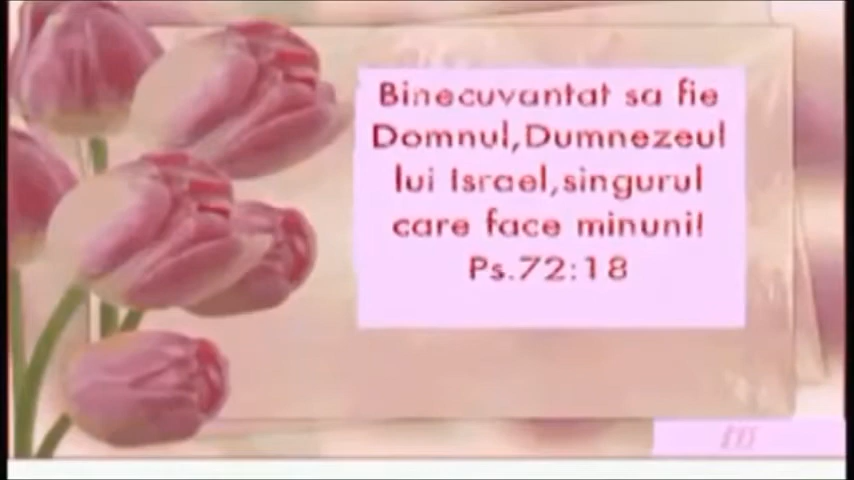 Binecuvantat sa fie
Domnul,Dumnezeul
lui Israel,singurul
care face minuni!
Ps.72:18